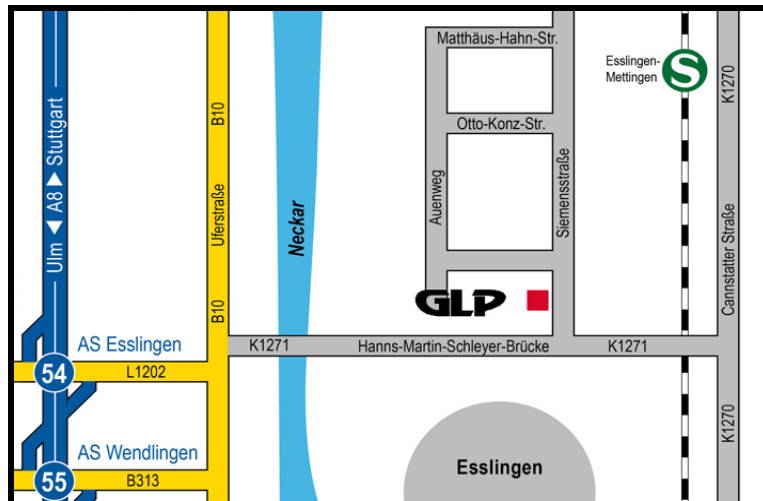 Matthäus-Hahn-Str.
Esslingen-
Mettingen
S
K1270
B10
Otto-Konz-Str.
Ulm ◀ A8 ▶ Stuttgart
Uferstraße
Neckar
Auenweg
Siemensstraße
Cannstatter Straße
GLP
B10
AS Esslingen
K1271
Hanns-Martin-Schleyer-Brücke
K1271
54
L1202
K1270
AS Wendlingen
Esslingen
55
B313